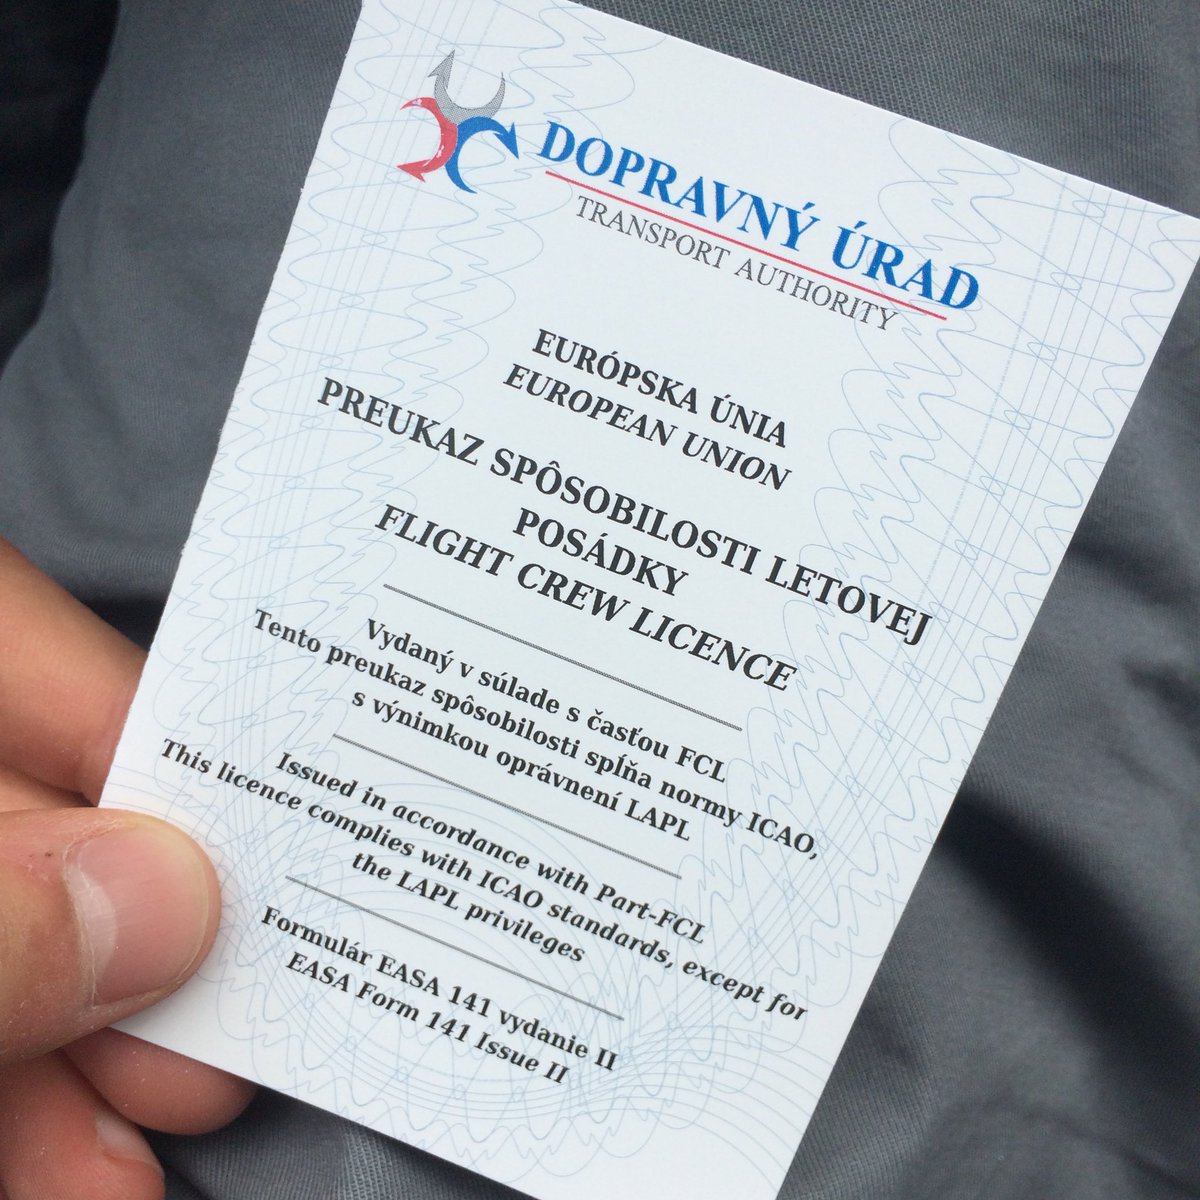 DOPRAVNÝ ÚRAD
TRANSPORT AUTHORITY
EURÓPSKA ÚNIA
EUROPEAN UNION
PREUKAZ SPÔSOBILOSTI LETOVEJ
POSÁDKY
FLIGHT CREW LICENCE
Vydaný v súlade s časťou FCL
Tento preukaz spôsobilosti spĺňa normy ICAO,
s výnimkou oprávnení LAPL
Issued in accordance with Part-FCL
This licence complies with ICAO standards, except for
the LAPL privileges
Formulár EASA 141 vydanie II
EASA Form 141 Issue II